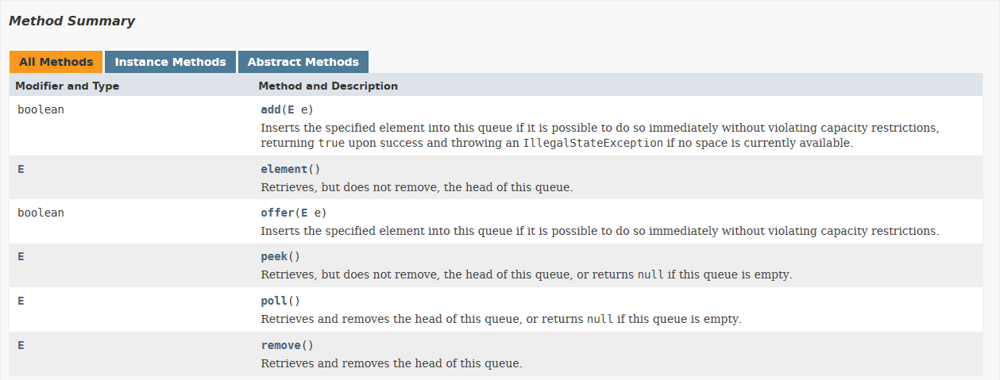 Method Summary
All Methods Instance Methods Abstract Methods
Modifier and Type Method and Description
boolean add(E e)
Inserts the specified element into this queue if it is possible to do so immediately without violating capacity restrictions,
returning true upon success and throwing an IllegalStateException if no space is currently available.
E element()
Retrieves, but does not remove, the head of this queue.
boolean offer(E e)
Inserts the specified element into this queue if it is possible to do so immediately without violating capacity restrictions.
E peek()
Retrieves, but does not remove, the head of this queue, or returns null if this queue is empty.
E poll()
Retrieves and removes the head of this queue, or returns null if this queue is empty.
E remove()
Retrieves and removes the head of this queue.